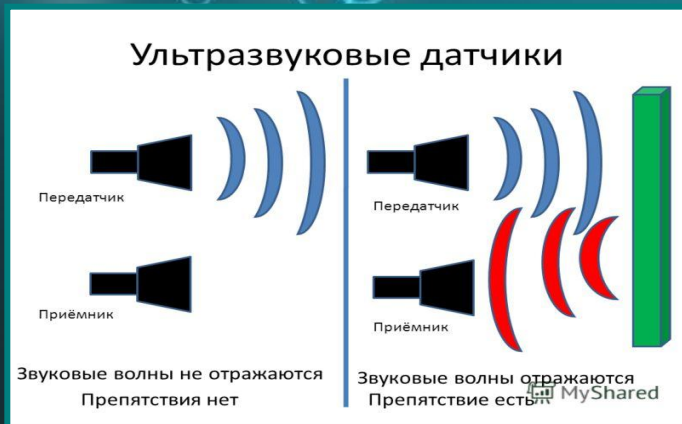 Ультразвуковые датчики
Передатчик
Приёмник
Звуковые волны не отражаются
Препятствия нет
Передатчик
Приёмник
Звуковые волны отражаются
Препятствие есть
MyShared